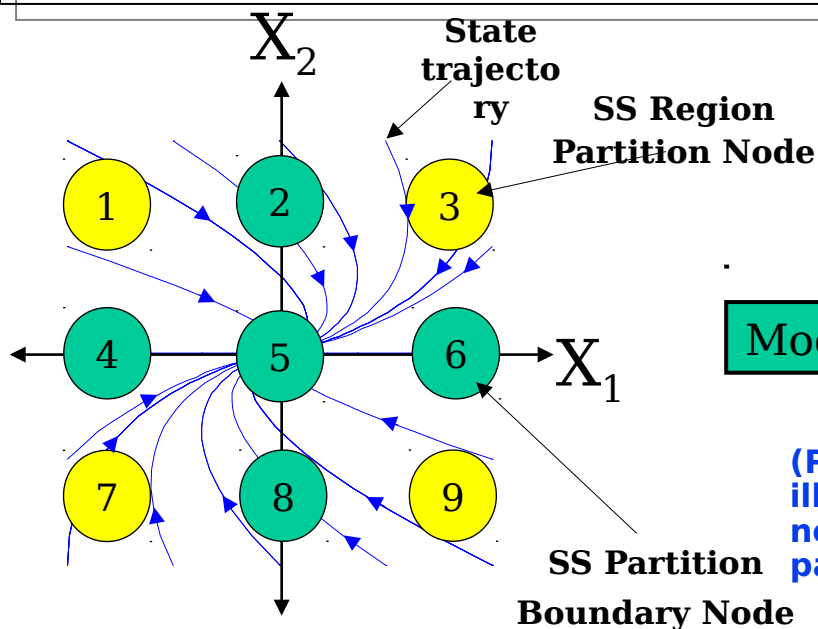 X2
State
trajecto
ry
SS Region
Partition Node
1
2
3
4
5
6
X1
7
8
9
SS Partition
Boundary Node